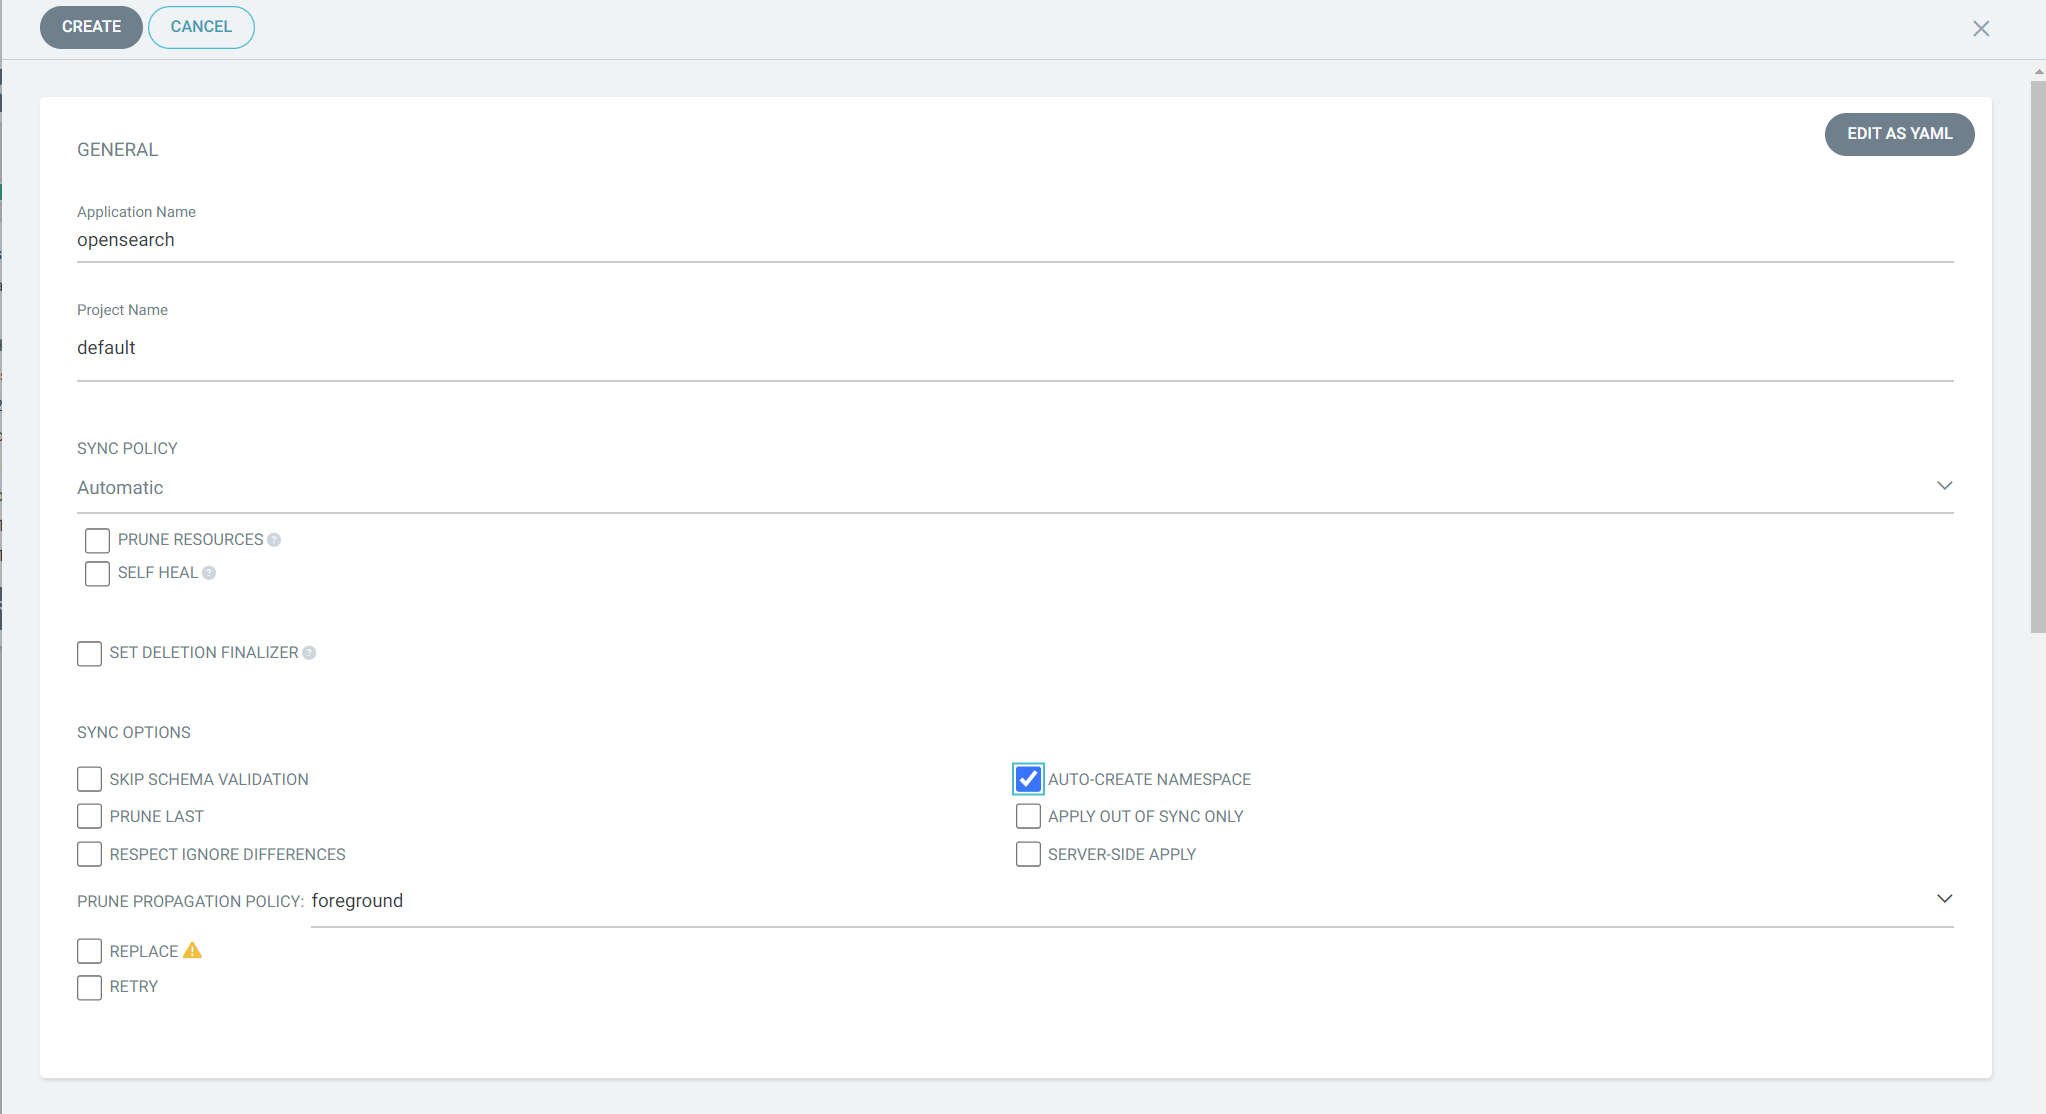 CREATE
CANCEL
EDIT AS YAML
GENERAL
Application Name
opensearch
Project Name
default
SYNC POLICY
Automatic
PRUNE RESOURCES
SELF HEAL
SET DELETION FINALIZER
SYNC OPTIONS
SKIP SCHEMA VALIDATION
AUTO-CREATE NAMESPACE
PRUNE LAST
APPLY OUT OF SYNC ONLY
RESPECT IGNORE DIFFERENCES
SERVER-SIDE APPLY
PRUNE PROPAGATION POLICY: foreground
REPLACE
RETRY